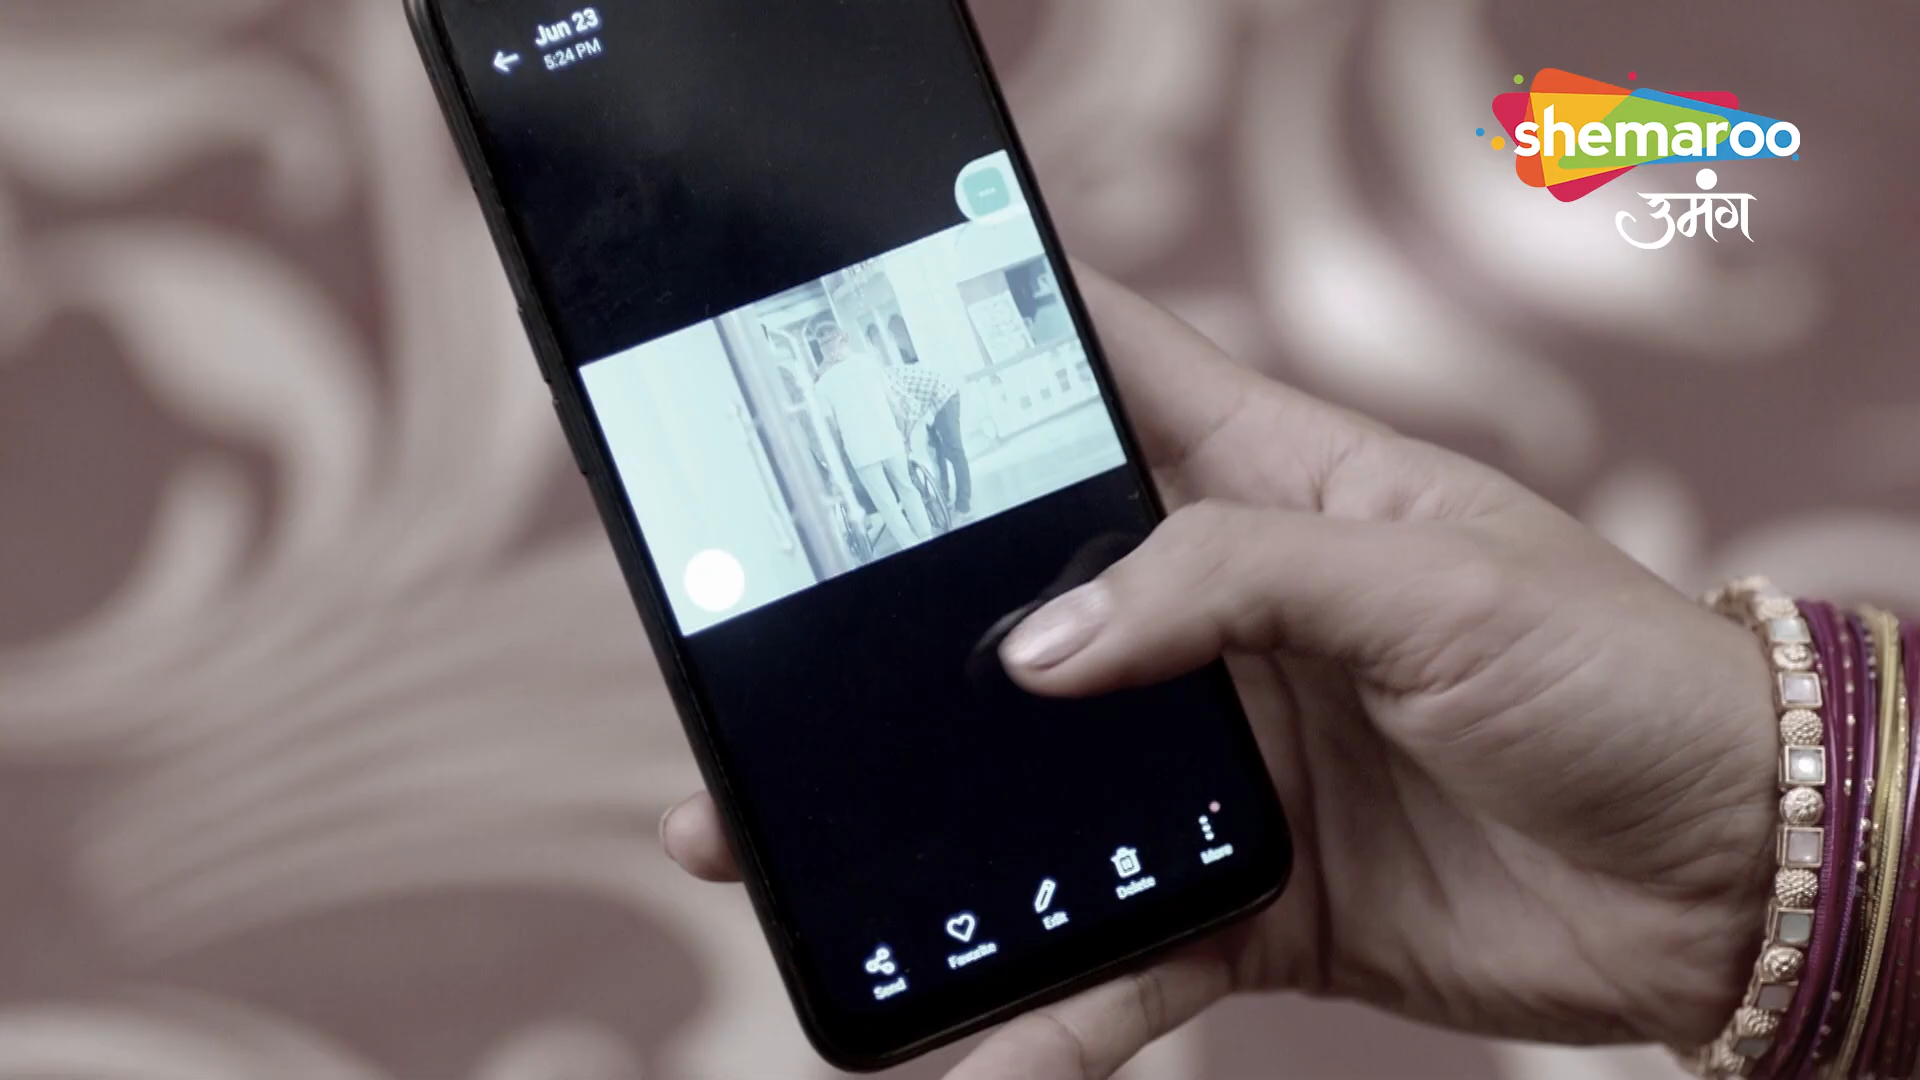 Jun 23
5:24 PM
shemaroo
उमंग
Send
Favorite
Edit
Delete
More